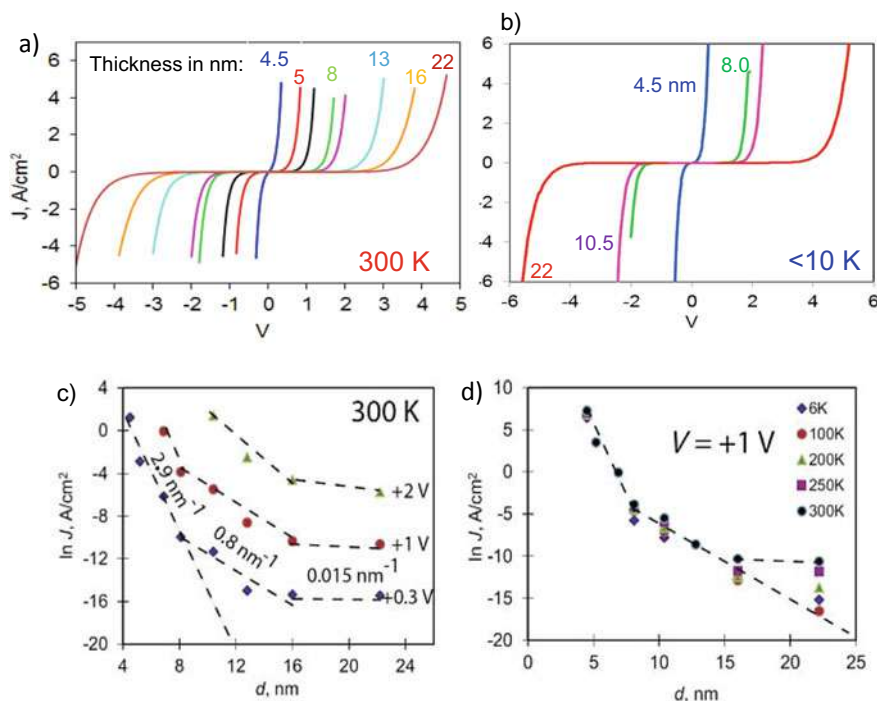 a)
Thickness in nm:
4.5
5
8
13
16
22
J, A/cm²
6
4
2
0
-2
-4
-6
300 K
-5 -4 -3 -2 -1 0 1 2 3 4 5
V
b)
6
4
2
0
-2
-4
-6
4.5 nm
8.0
10.5
22
<10 K
-6 -4 -2 0 2 4 6
V
c)
300 K
ln J, A/cm²
4
0
-4
-8
-12
-16
-20
2.9 nm⁻¹
0.8 nm⁻¹
0.015 nm⁻¹
+2 V
+1 V
+0.3 V
4 8 12 16 20 24
d, nm
d)
V = +1 V
6K
100K
200K
250K
300K
ln J, A/cm²
10
5
0
-5
-10
-15
-20
0 5 10 15 20 25
d, nm